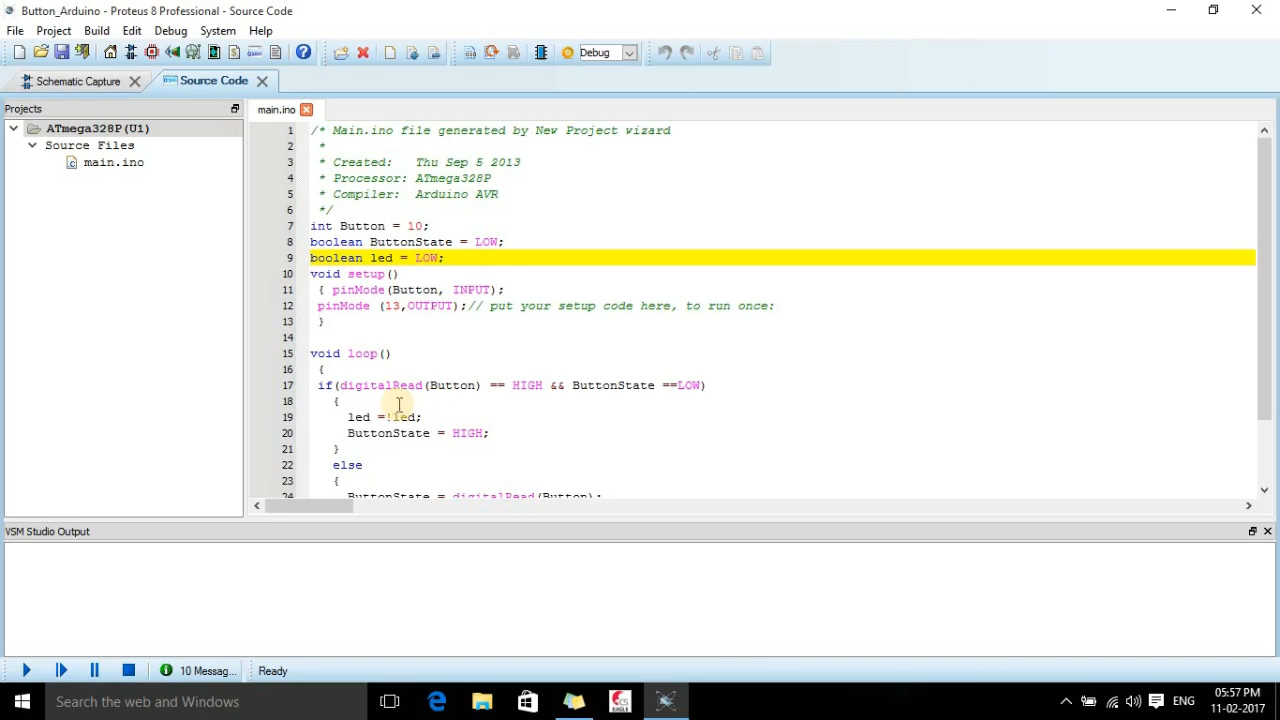 Button_Arduino - Proteus 8 Professional - Source Code
File Project Build Edit Debug System Help
Debug
Schematic Capture Source Code
Projects
main.ino
ATmega328P(U1)
Source Files
main.ino
1 /* Main.ino file generated by New Project wizard
2 *
3 * Created: Thu Sep 5 2013
4 * Processor: ATmega328P
5 * Compiler: Arduino AVR
6 */
7 int Button = 10;
8 boolean ButtonState = LOW;
9 boolean led = LOW;
10 void setup()
11 { pinMode(Button, INPUT);
12 pinMode (13,OUTPUT);// put your setup code here, to run once:
13 }
14
15 void loop()
16 {
17 if(digitalRead(Button) == HIGH && ButtonState ==LOW)
18 {
19 led =!led;
20 ButtonState = HIGH;
21 }
22 else
23 {
24 ButtonState = digitalRead(Button);
VSM Studio Output
10 Messag... Ready
Search the web and Windows
ENG
05:57 PM
11-02-2017